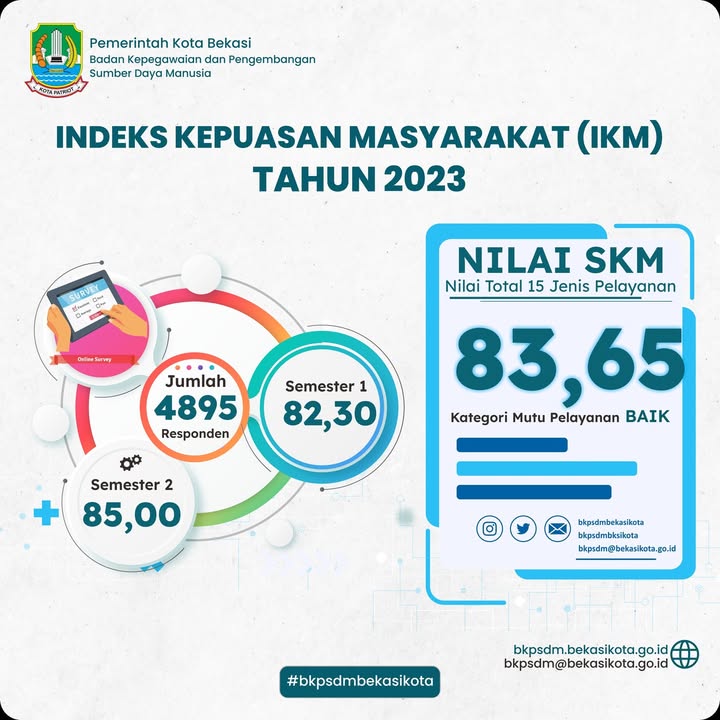 Pemerintah Kota Bekasi
Badan Kepegawaian dan Pengembangan
Sumber Daya Manusia
KOTA PATRIOT
INDEKS KEPUASAN MASYARAKAT (IKM)
TAHUN 2023
SURVEY
Online Survey
Jumlah
4895
Responden
Semester 1
82,30
Semester 2
+ 85,00
NILAI SKM
Nilai Total 15 Jenis Pelayanan
83,65
Kategori Mutu Pelayanan BAIK
bkpsdmbekasikota
bkpsdmbksikota
bkpsdm@bekasikota.go.id
bkpsdm.bekasikota.go.id
bkpsdm@bekasikota.go.id
#bkpsdmbekasikota